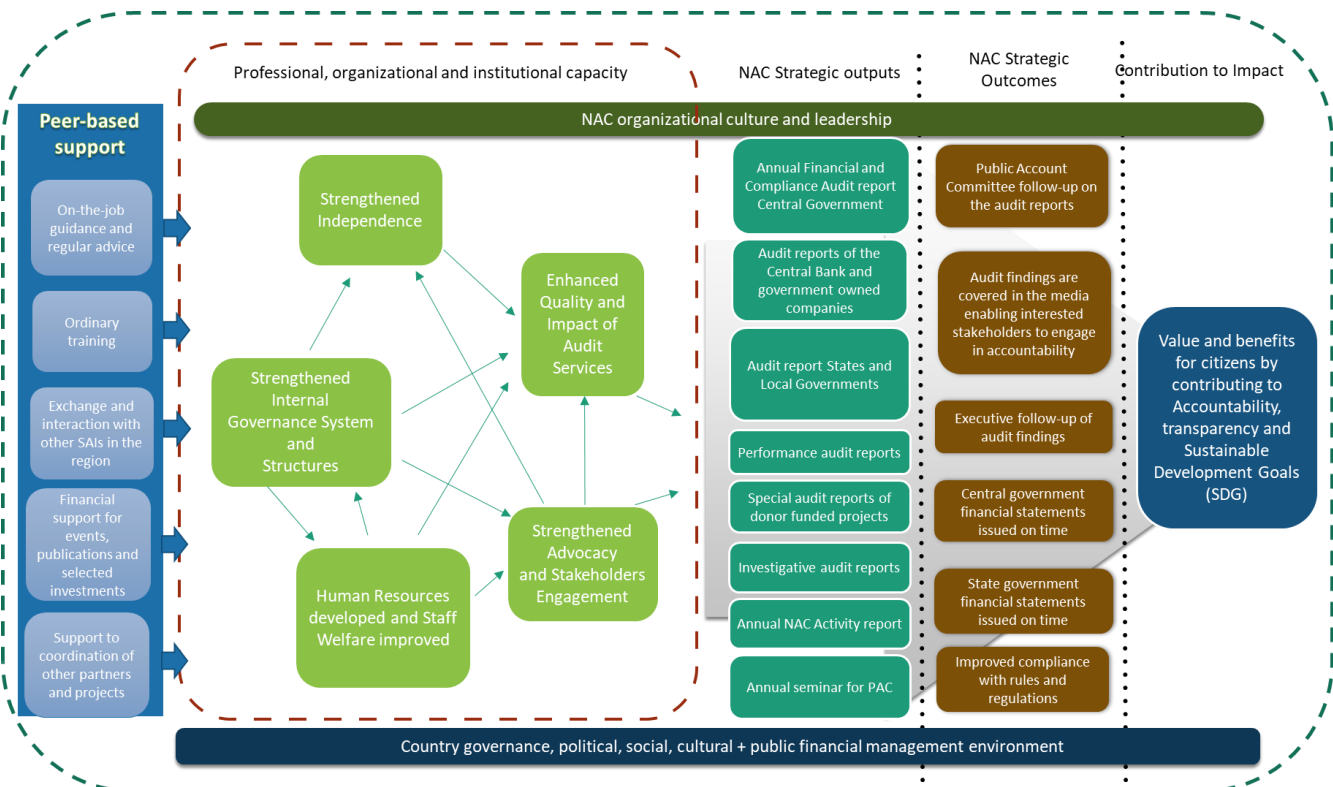 Professional, organizational and institutional capacity
NAC Strategic outputs
NAC Strategic
Outcomes
Contribution to Impact
NAC organizational culture and leadership
Peer-based
support
On-the-job
guidance and
regular advice
Ordinary
training
Exchange and
interaction with
other SAIs in the
region
Financial
support for
events,
publications and
selected
investments
Support to
coordination of
other partners
and projects
Strengthened
Independence
Strengthened
Internal
Governance System
and
Structures
Human Resources
developed and Staff
Welfare improved
Enhanced
Quality and
Impact of
Audit
Services
Strengthened
Advocacy
and Stakeholders
Engagement
Annual Financial and
Compliance Audit report
Central Government
Audit reports of the
Central Bank and
government owned
companies
Audit report States and
Local Governments
Performance audit reports
Special audit reports of
donor funded projects
Investigative audit reports
Annual NAC Activity report
Annual seminar for PAC
Public Account
Committee follow-up on
the audit reports
Audit findings are
covered in the media
enabling interested
stakeholders to engage
in accountability
Executive follow-up of
audit findings
Central government
financial statements
issued on time
State government
financial statements
issued on time
Improved compliance
with rules and
regulations
Value and benefits
for citizens by
contributing to
Accountability,
transparency and
Sustainable
Development Goals
(SDG)
Country governance, political, social, cultural + public financial management environment